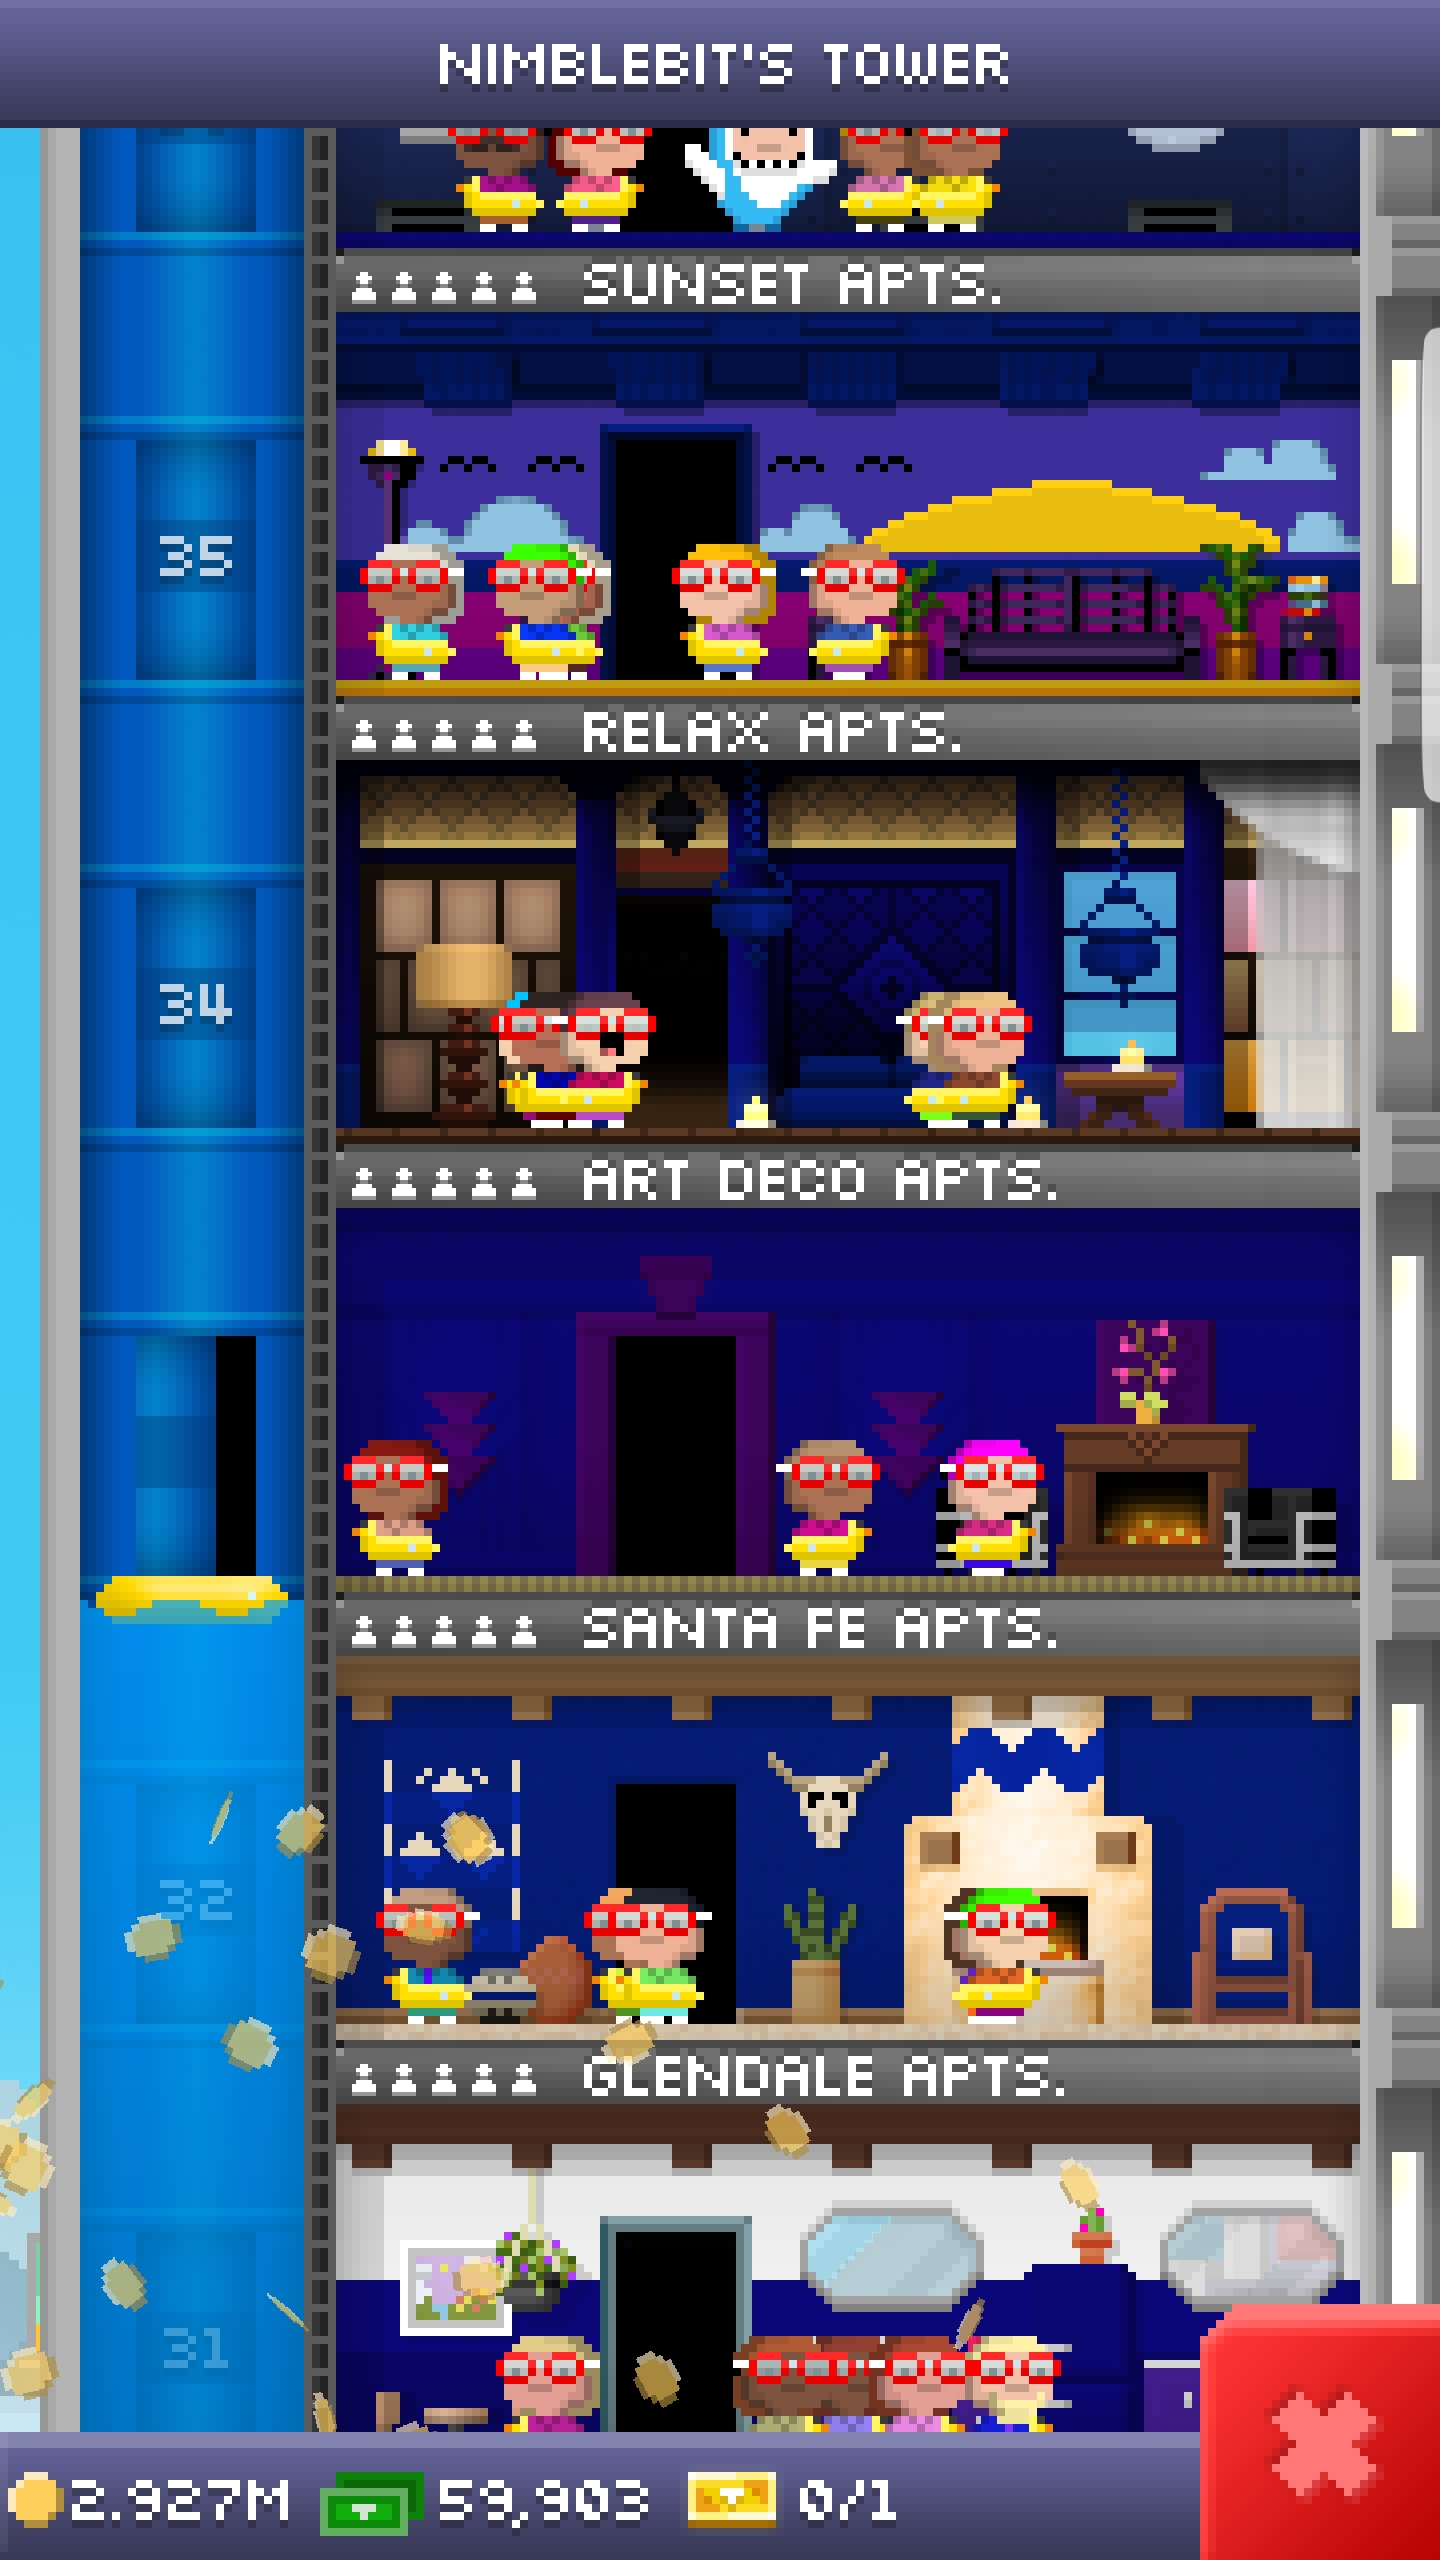 NIMBLEBIT'S TOWER
SUNSET APTS.
35
RELAX APTS.
34
ART DECO APTS.
SANTA FE APTS.
32
GLENDALE APTS.
31
2.927M 59,903 0/1